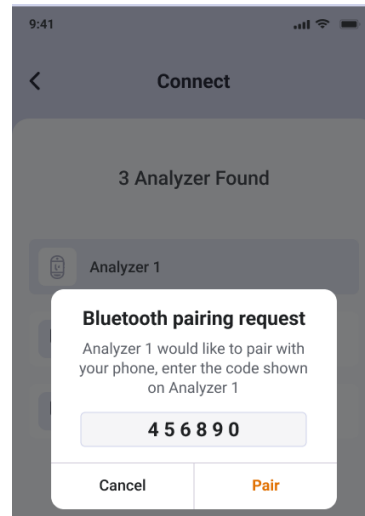 9:41
Connect
3 Analyzer Found
Analyzer 1
Bluetooth pairing request
Analyzer 1 would like to pair with
your phone, enter the code shown
on Analyzer 1
456890
Cancel
Pair